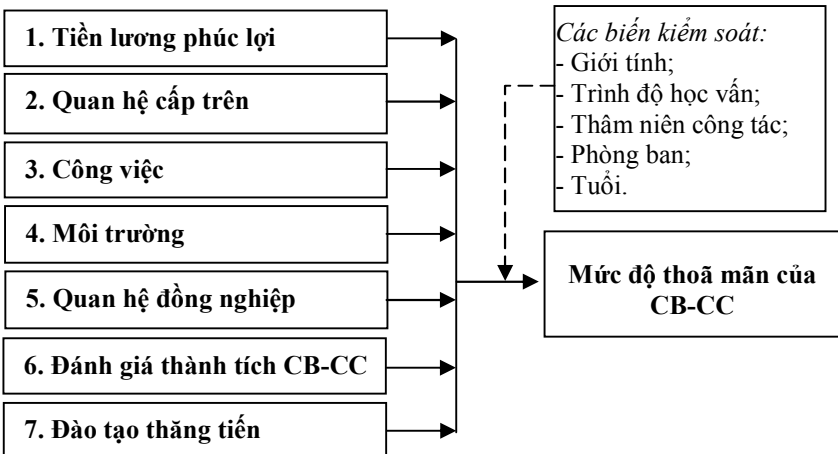 1. Tiền lương phúc lợi
2. Quan hệ cấp trên
3. Công việc
4. Môi trường
5. Quan hệ đồng nghiệp
6. Đánh giá thành tích CB-CC
7. Đào tạo thăng tiến
Các biến kiểm soát:
- Giới tính;
- Trình độ học vấn;
- Thâm niên công tác;
- Phòng ban;
- Tuổi.
Mức độ thoã mãn của
CB-CC